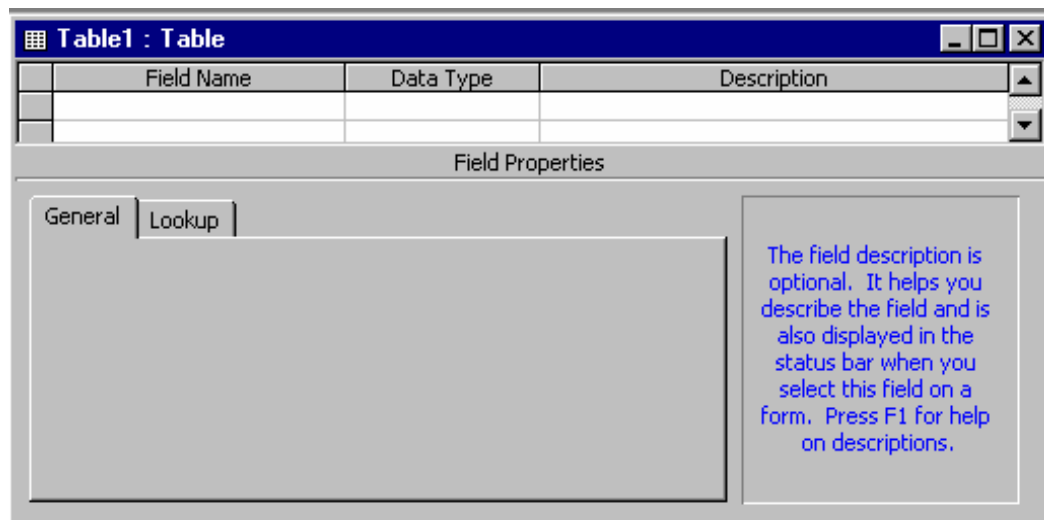 Table1 : Table
Field Name Data Type Description
Field Properties
General Lookup
The field description is
optional. It helps you
describe the field and is
also displayed in the
status bar when you
select this field on a
form. Press F1 for help
on descriptions.